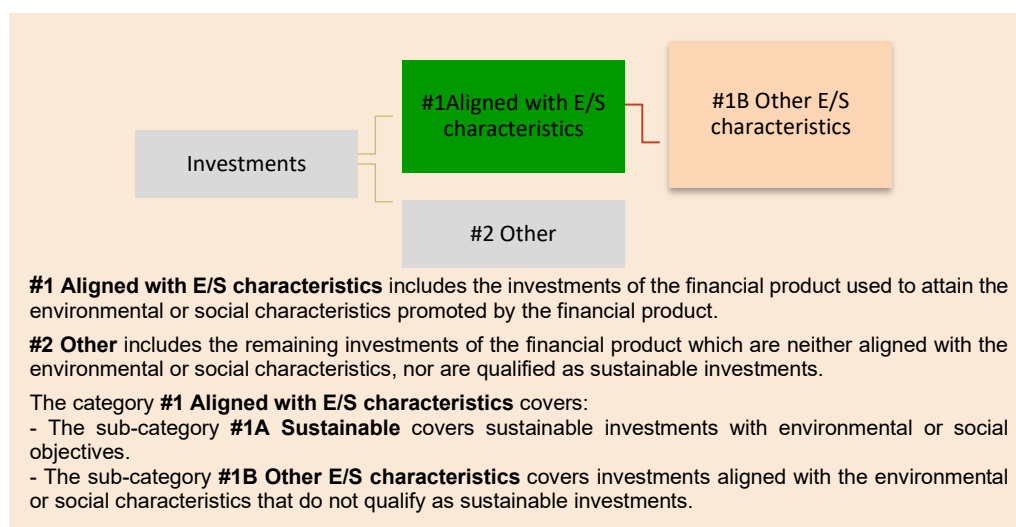 #1Aligned with E/S
characteristics
#1B Other E/S
characteristics
Investments
#2 Other
#1 Aligned with E/S characteristics includes the investments of the financial product used to attain the
environmental or social characteristics promoted by the financial product.
#2 Other includes the remaining investments of the financial product which are neither aligned with the
environmental or social characteristics, nor are qualified as sustainable investments.
The category #1 Aligned with E/S characteristics covers:
- The sub-category #1A Sustainable covers sustainable investments with environmental or social
objectives.
- The sub-category #1B Other E/S characteristics covers investments aligned with the environmental
or social characteristics that do not qualify as sustainable investments.